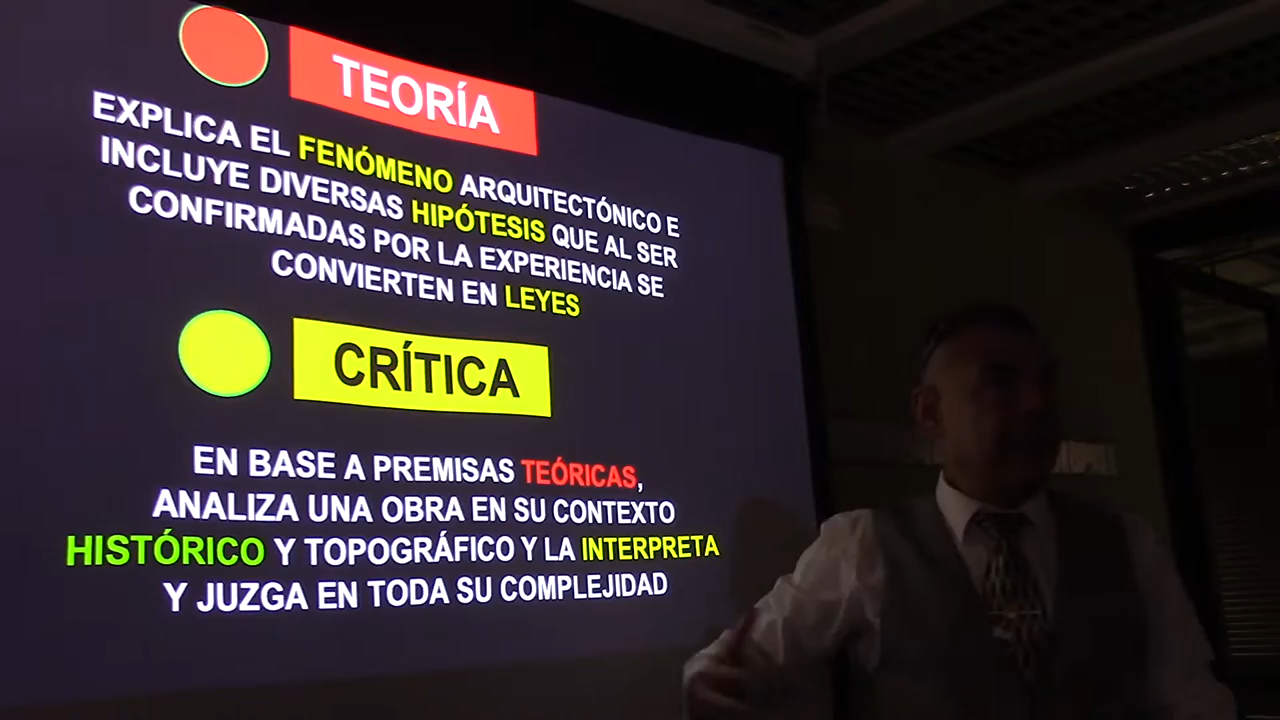 TEORÍA
EXPLICA EL FENÓMENO ARQUITECTÓNICO E
INCLUYE DIVERSAS HIPÓTESIS QUE AL SER
CONFIRMADAS POR LA EXPERIENCIA SE
CONVIERTEN EN LEYES
CRÍTICA
EN BASE A PREMISAS TEÓRICAS,
ANALIZA UNA OBRA EN SU CONTEXTO
HISTÓRICO Y TOPOGRÁFICO Y LA INTERPRETA
Y JUZGA EN TODA SU COMPLEJIDAD